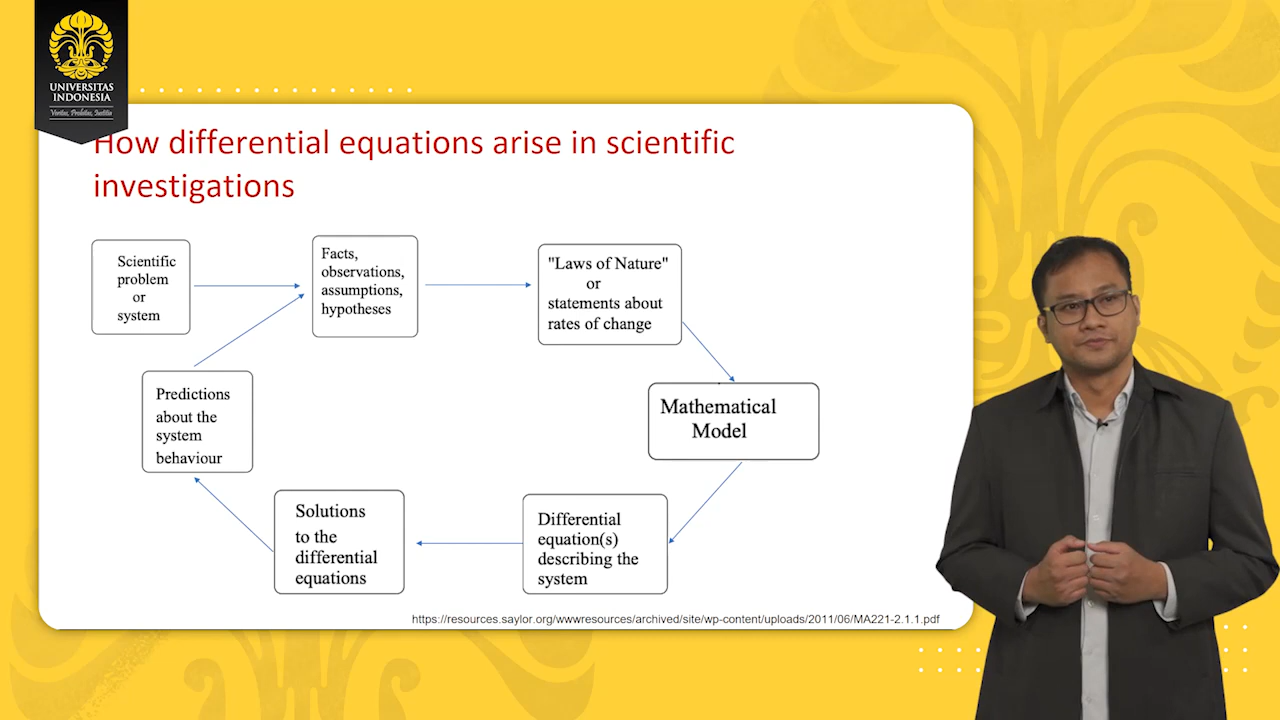 UNIVERSITAS
INDONESIA
Veritas, Probitas, Iustitia
How differential equations arise in scientific
investigations
Scientific
problem
or
system
Facts,
observations,
assumptions,
hypotheses
"Laws of Nature"
or
statements about
rates of change
Mathematical
Model
Differential
equation(s)
describing the
system
Solutions
to the
differential
equations
Predictions
about the
system
behaviour
https://resources.saylor.org/wwwresources/archived/site/wp-content/uploads/2011/06/MA221-2.1.1.pdf